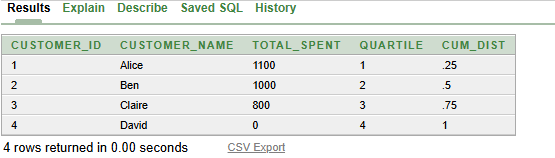 Results Explain Describe Saved SQL History
CUSTOMER_ID CUSTOMER_NAME TOTAL_SPENT QUARTILE CUM_DIST
1 Alice 1100 1 .25
2 Ben 1000 2 .5
3 Claire 800 3 .75
4 David 0 4 1
4 rows returned in 0.00 seconds CSV Export